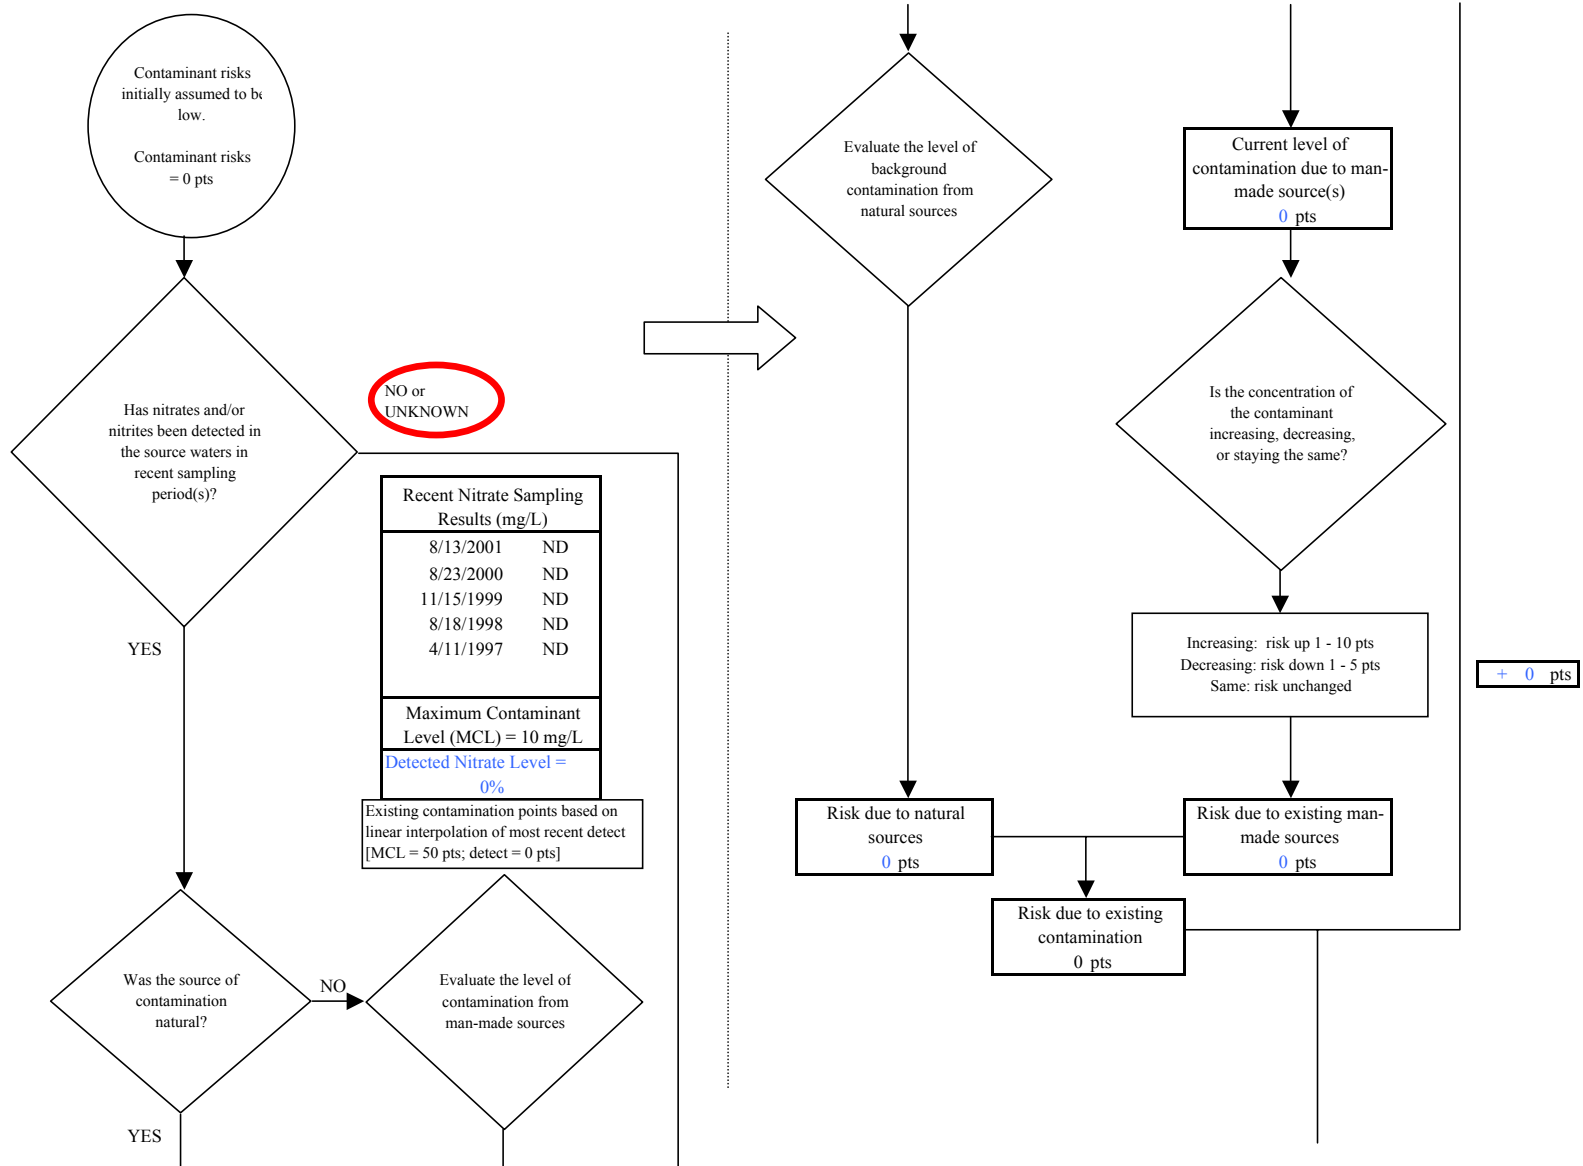 Contaminant risks
initially assumed to be
low.
Contaminant risks
= 0 pts
Has nitrates and/or
nitrites been detected in
the source waters in
recent sampling
period(s)?
NO or
UNKNOWN
YES
Recent Nitrate Sampling
Results (mg/L)
8/13/2001 ND
8/23/2000 ND
11/15/1999 ND
8/18/1998 ND
4/11/1997 ND
Maximum Contaminant
Level (MCL) = 10 mg/L
Detected Nitrate Level =
0%
Existing contamination points based on
linear interpolation of most recent detect
[MCL = 50 pts; detect = 0 pts]
Was the source of
contamination
natural?
NO
Evaluate the level of
contamination from
man-made sources
YES
Evaluate the level of
background
contamination from
natural sources
Current level of
contamination due to man-
made source(s)
0 pts
Is the concentration of
the contaminant
increasing, decreasing,
or staying the same?
Increasing: risk up 1 - 10 pts
Decreasing: risk down 1 - 5 pts
Same: risk unchanged
+ 0 pts
Risk due to natural
sources
0 pts
Risk due to existing man-
made sources
0 pts
Risk due to existing
contamination
0 pts